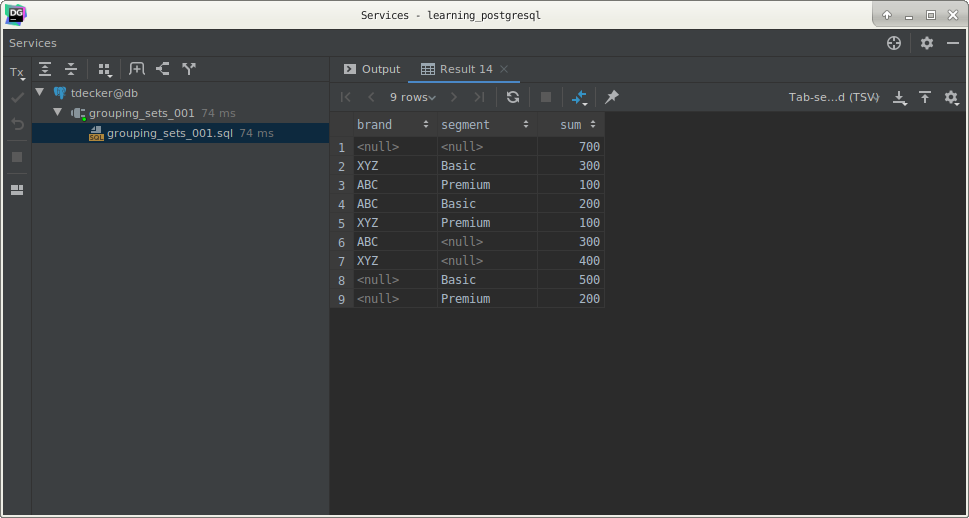 Services - learning_postgresql
Services
Tx
tdecker@db
grouping_sets_001 74 ms
grouping_sets_001.sql 74 ms
Output Result 14
9 rows Tab-se...d (TSV)
brand segment sum
1 <null> <null> 700
2 XYZ Basic 300
3 ABC Premium 100
4 ABC Basic 200
5 XYZ Premium 100
6 ABC <null> 300
7 XYZ <null> 400
8 <null> Basic 500
9 <null> Premium 200
DG
SQL